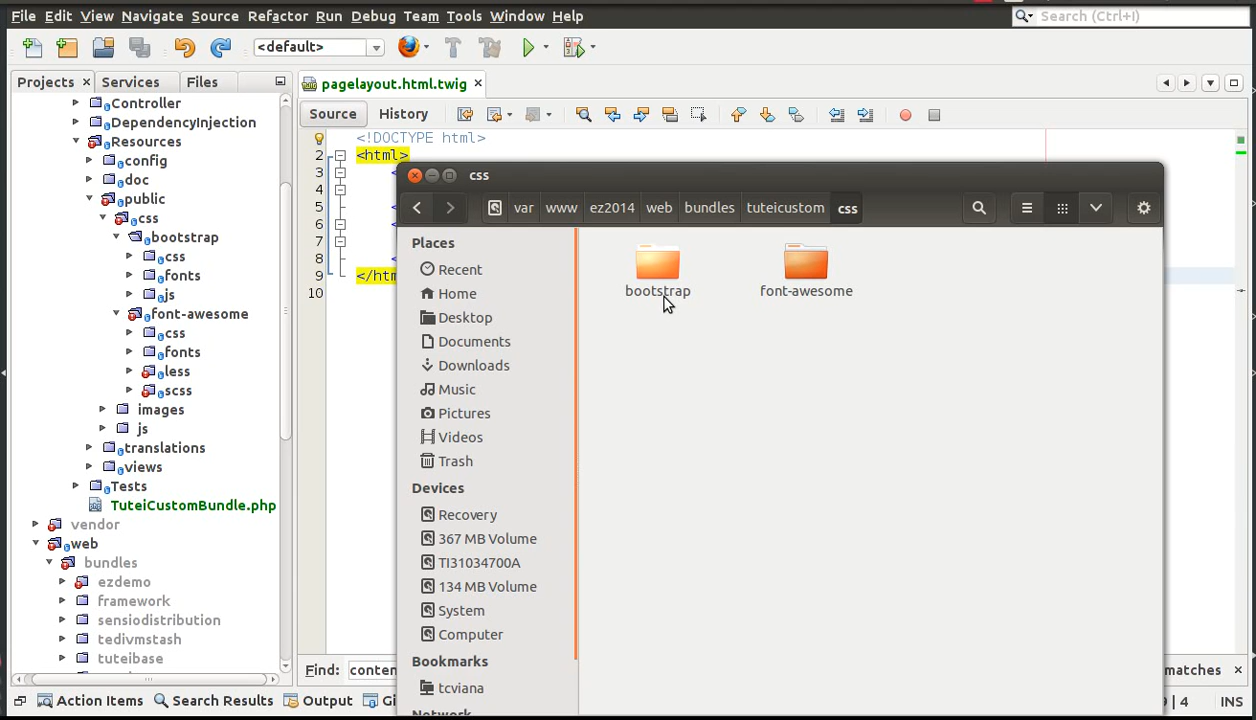 File Edit View Navigate Source Refactor Run Debug Team Tools Window Help
Search (Ctrl+I)
<default>
Projects Services Files
pagelayout.html.twig
Source History
Controller
DependencyInjection
Resources
config
doc
public
css
bootstrap
css
fonts
js
font-awesome
css
fonts
less
scss
images
js
translations
views
Tests
TuteiCustomBundle.php
vendor
web
bundles
ezdemo
framework
sensiodistribution
tedivmstash
tuteibase
<!DOCTYPE html>
2 <html>
3
4
5
6
7
8
9 </htm
10
css
var www ez2014 web bundles tuteicustom css
Places
Recent
Home
Desktop
Documents
Downloads
Music
Pictures
Videos
Trash
Devices
Recovery
367 MB Volume
TI31034700A
134 MB Volume
System
Computer
Bookmarks
tcviana
Network
bootstrap font-awesome
Find: conten
matches
Action Items Search Results Output Gi
9 | 4 INS